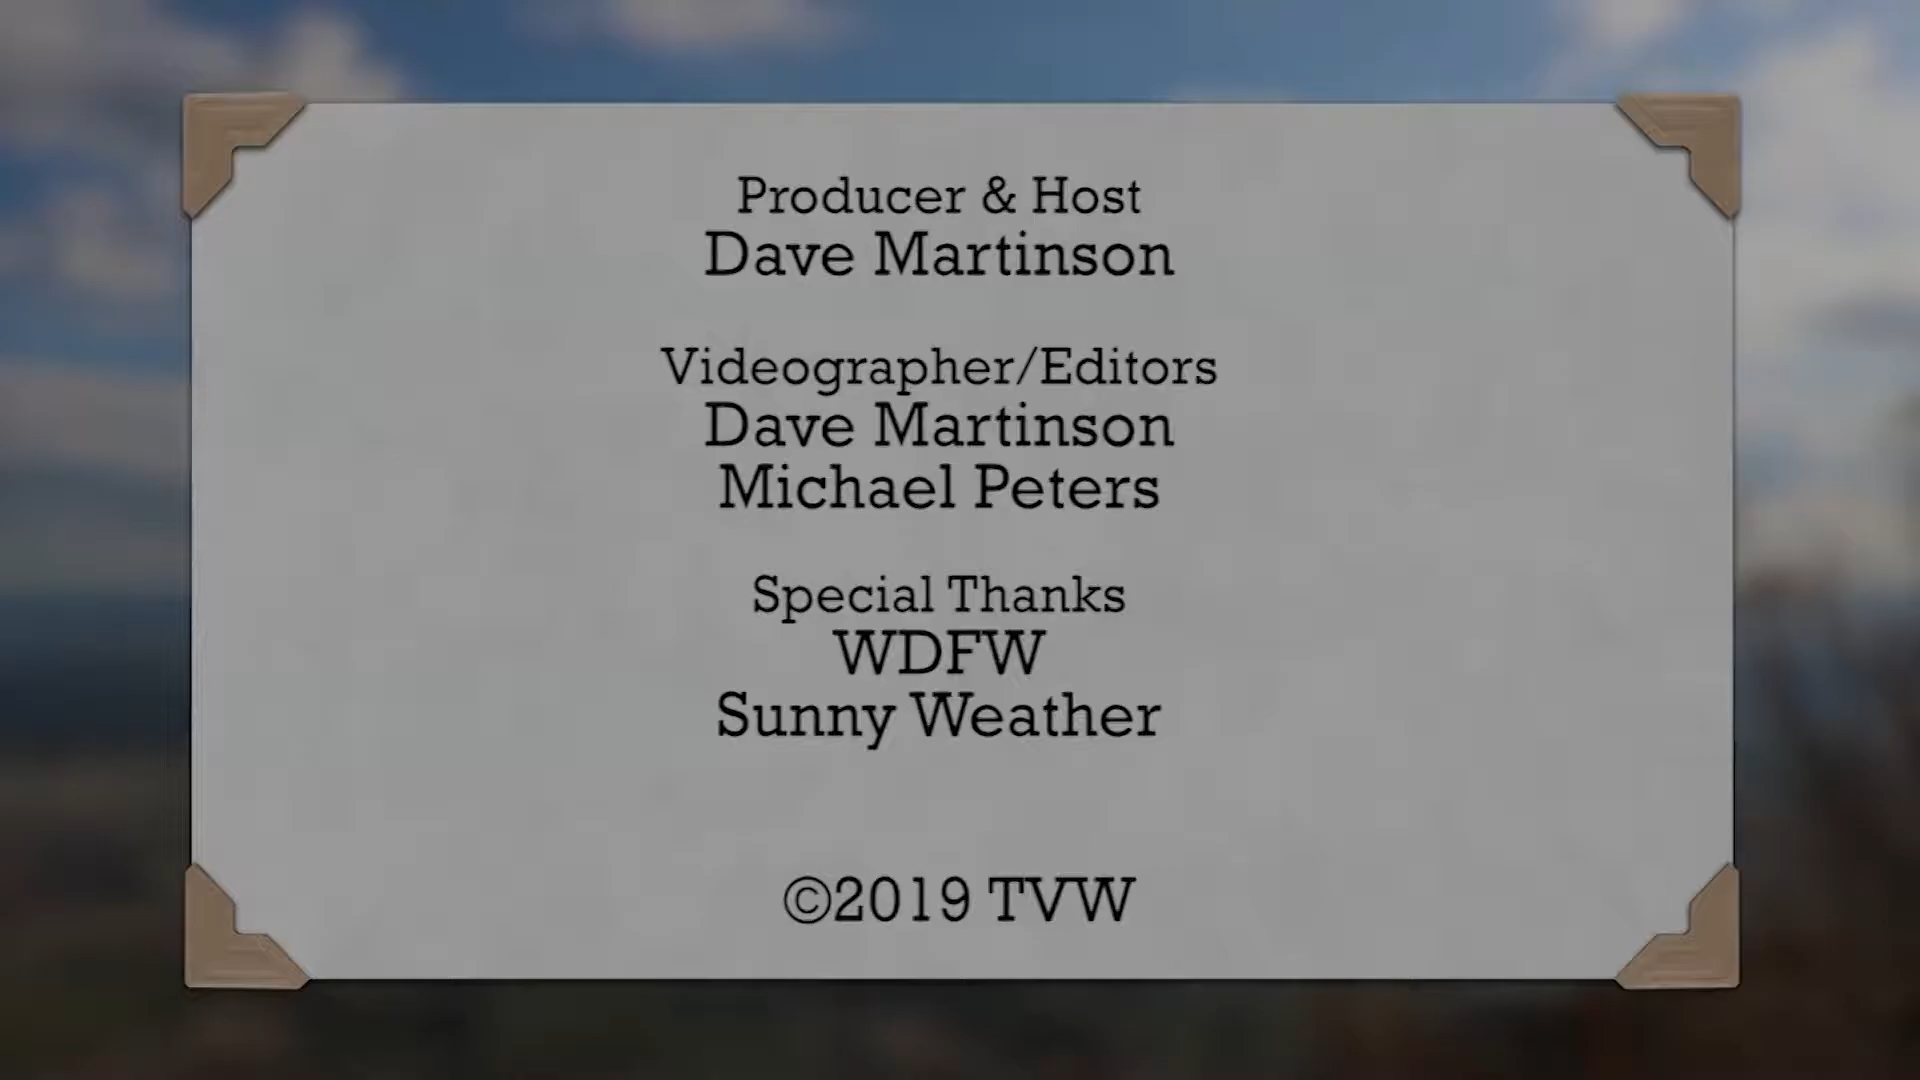 Producer & Host
Dave Martinson
Videographer/Editors
Dave Martinson
Michael Peters
Special Thanks
WDFW
Sunny Weather
©2019 TVW